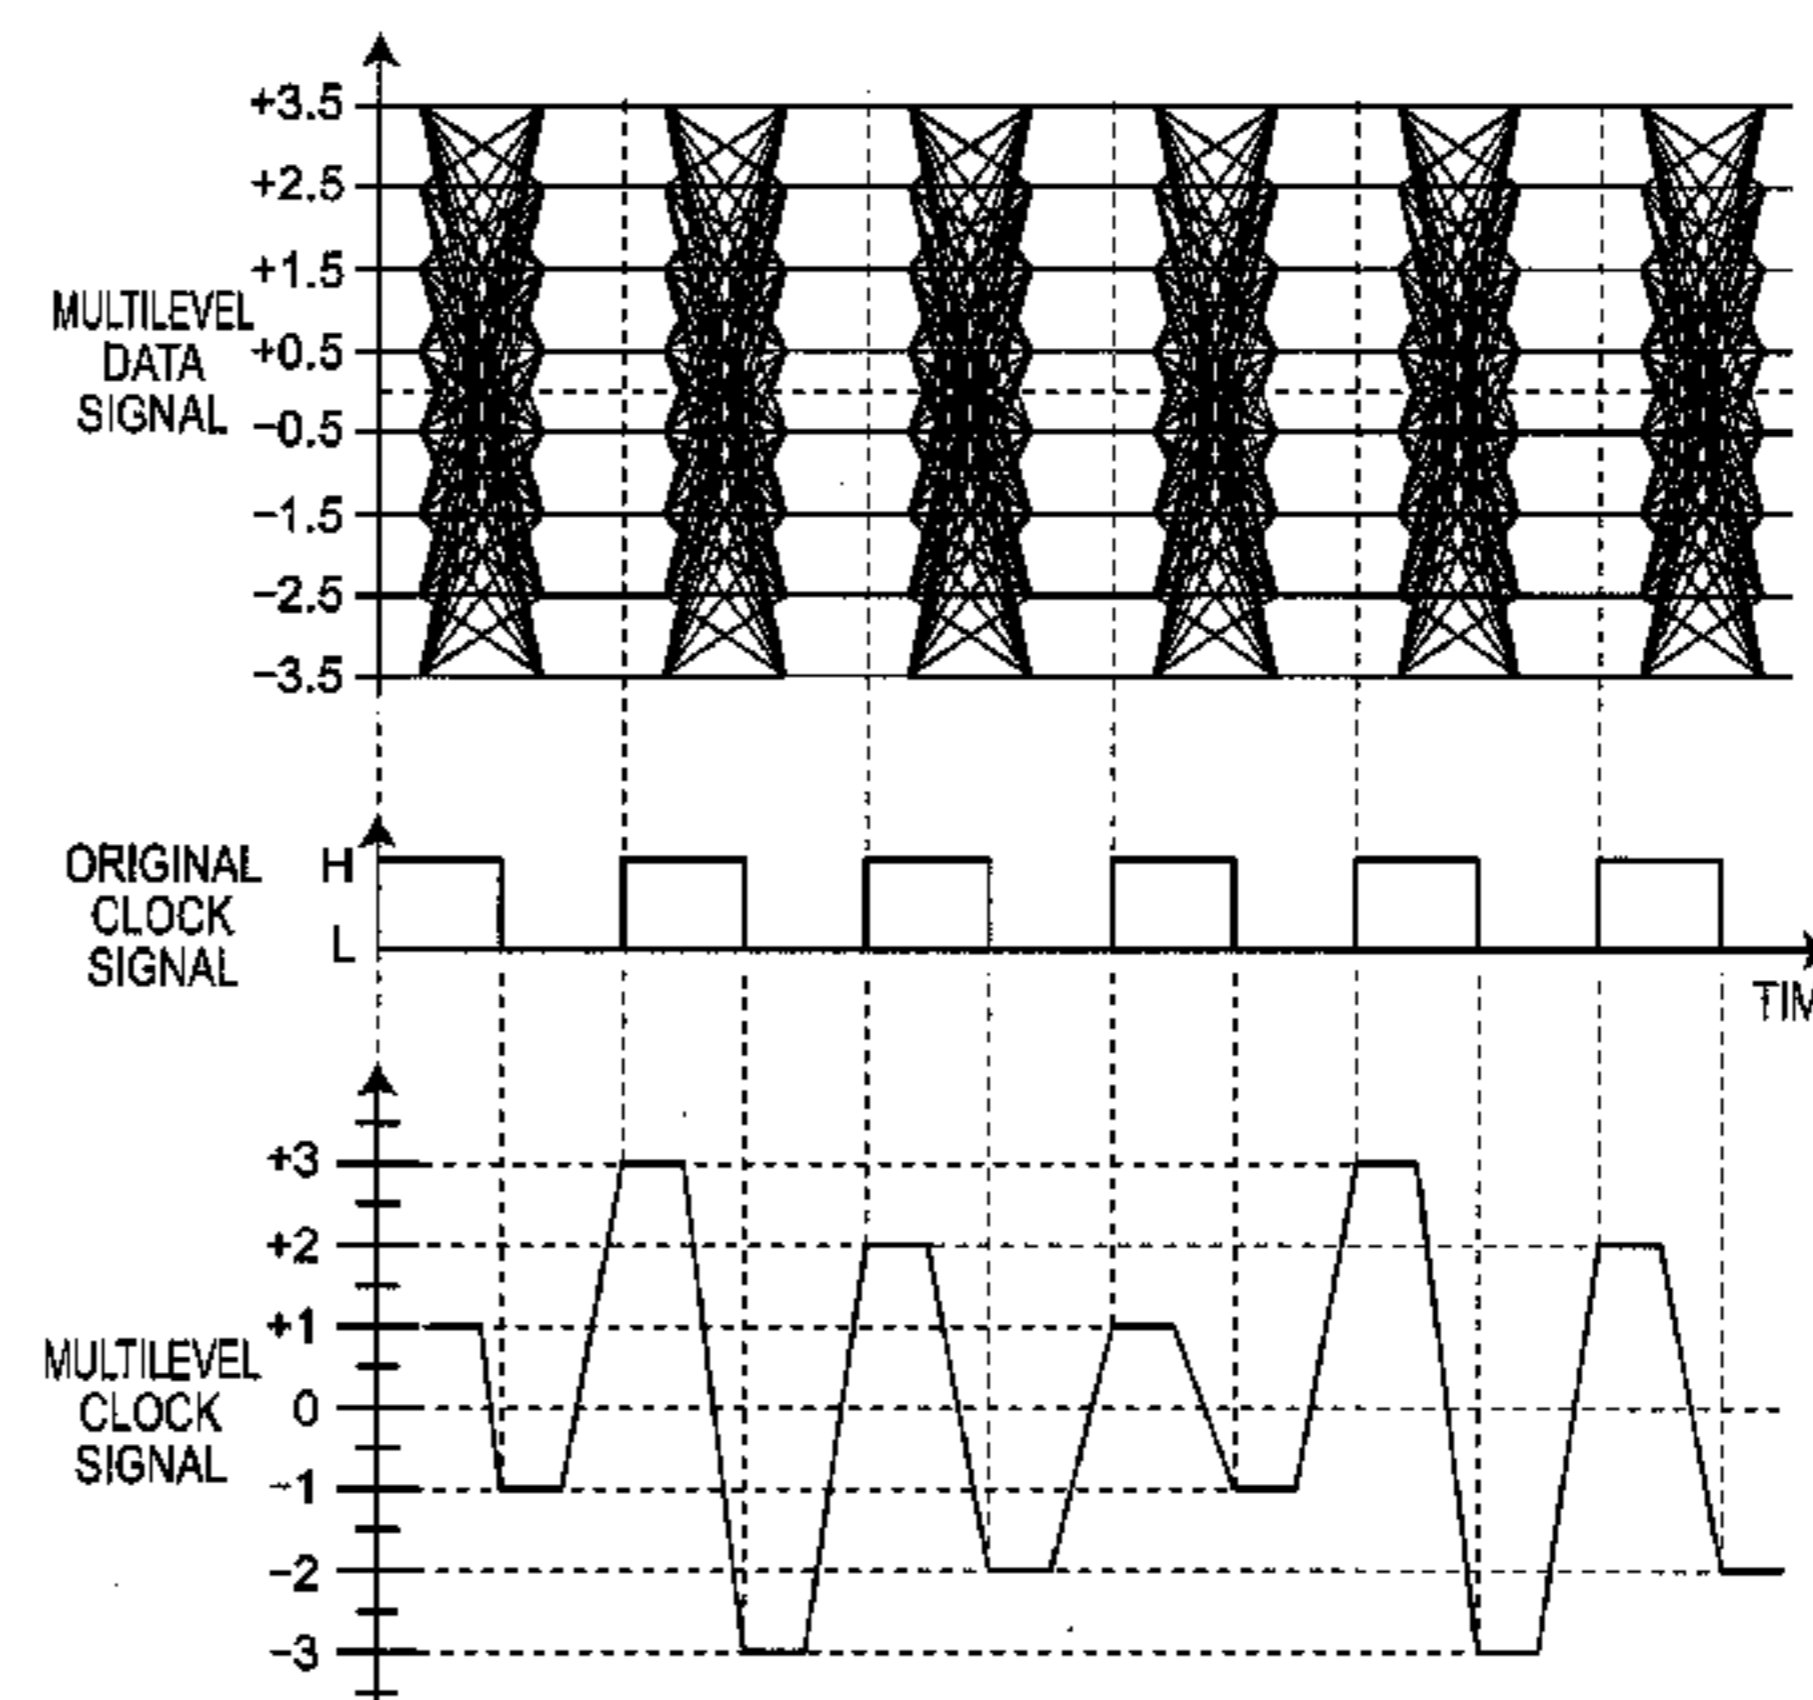 +3.5
+2.5
+1.5
MULTILEVEL
DATA
SIGNAL
+0.5
−0.5
−1.5
−2.5
−3.5
ORIGINAL
CLOCK
SIGNAL
H
L
TIM
+3
+2
+1
MULTILEVEL
CLOCK
SIGNAL
0
−1
−2
−3